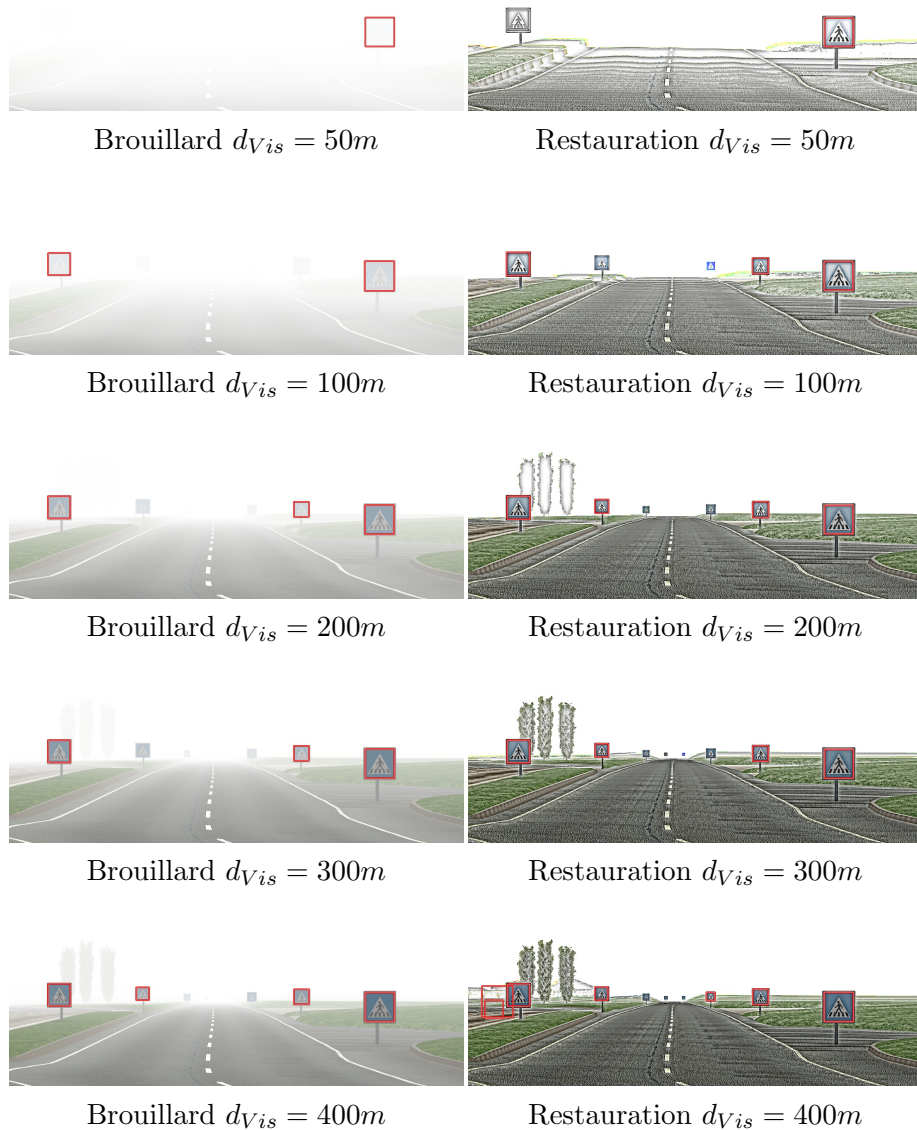 Brouillard $d_{Vis} = 50m$
Restauration $d_{Vis} = 50m$
Brouillard $d_{Vis} = 100m$
Restauration $d_{Vis} = 100m$
Brouillard $d_{Vis} = 200m$
Restauration $d_{Vis} = 200m$
Brouillard $d_{Vis} = 300m$
Restauration $d_{Vis} = 300m$
Brouillard $d_{Vis} = 400m$
Restauration $d_{Vis} = 400m$